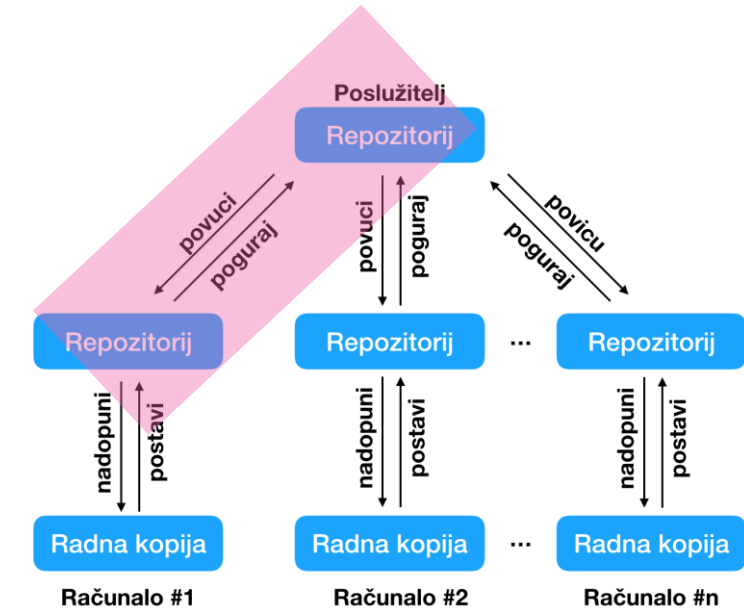 Poslužitelj
Repozitorij
povuci
poguraj
povuci
poguraj
povicu
poguraj
Repozitorij
Repozitorij
...
Repozitorij
nadopuni
postavi
nadopuni
postavi
nadopuni
postavi
Radna kopija
Radna kopija
...
Radna kopija
Računalo #1
Računalo #2
Računalo #n